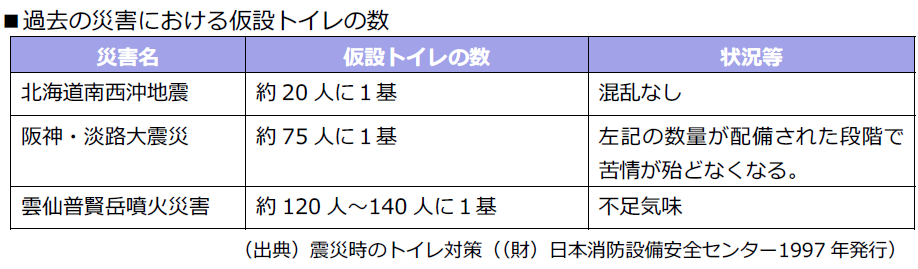 ■過去の災害における仮設トイレの数
災害名 仮設トイレの数 状況等
北海道南西沖地震 約 20 人に１基 混乱なし
阪神・淡路大震災 約 75 人に１基 左記の数量が配備された段階で
苦情が殆どなくなる。
雲仙普賢岳噴火災害 約 120 人～140 人に１基 不足気味
（出典）震災時のトイレ対策（（財）日本消防設備安全センター1997 年発行）